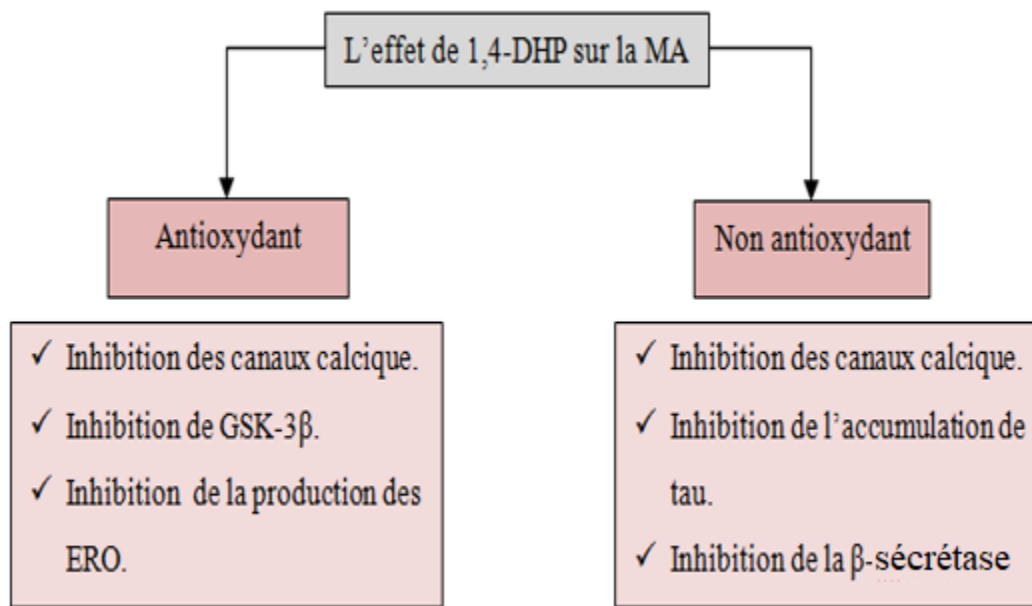 L'effet de 1,4-DHP sur la MA
Antioxydant
✓ Inhibition des canaux calcique.
✓ Inhibition de GSK-3β.
✓ Inhibition de la production des
ERO.
Non antioxydant
✓ Inhibition des canaux calcique.
✓ Inhibition de l'accumulation de
tau.
✓ Inhibition de la β-sécrétase